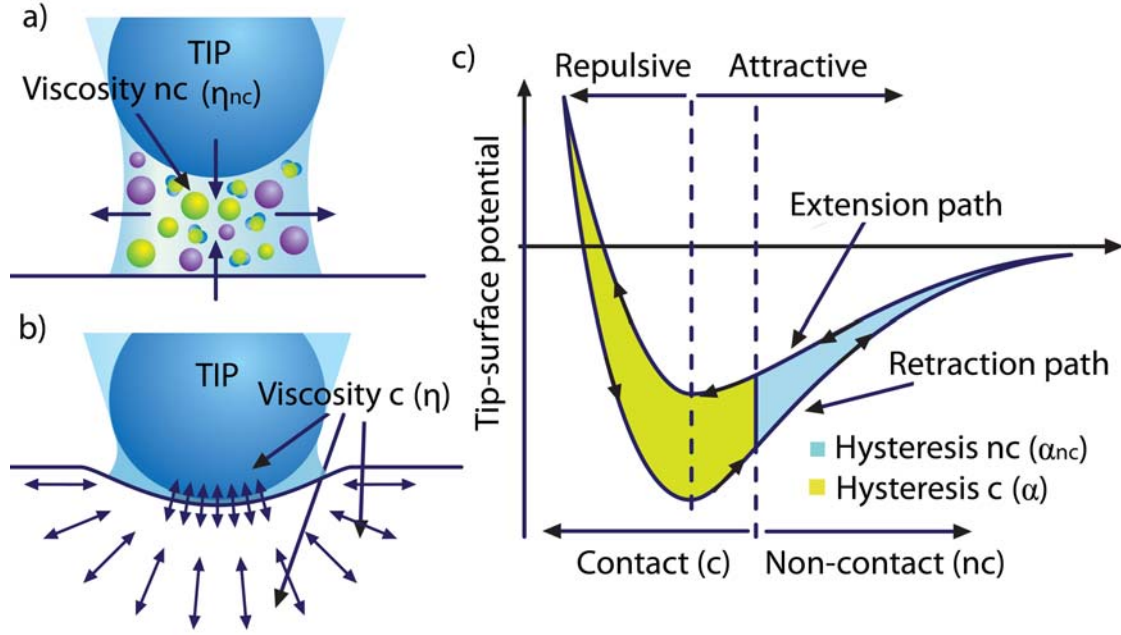 a)
TIP
Viscosity nc (ηnc)
b)
TIP
Viscosity c (η)
c)
Repulsive
Attractive
Tip-surface potential
Extension path
Retraction path
Hysteresis nc (αnc)
Hysteresis c (α)
Contact (c)
Non-contact (nc)